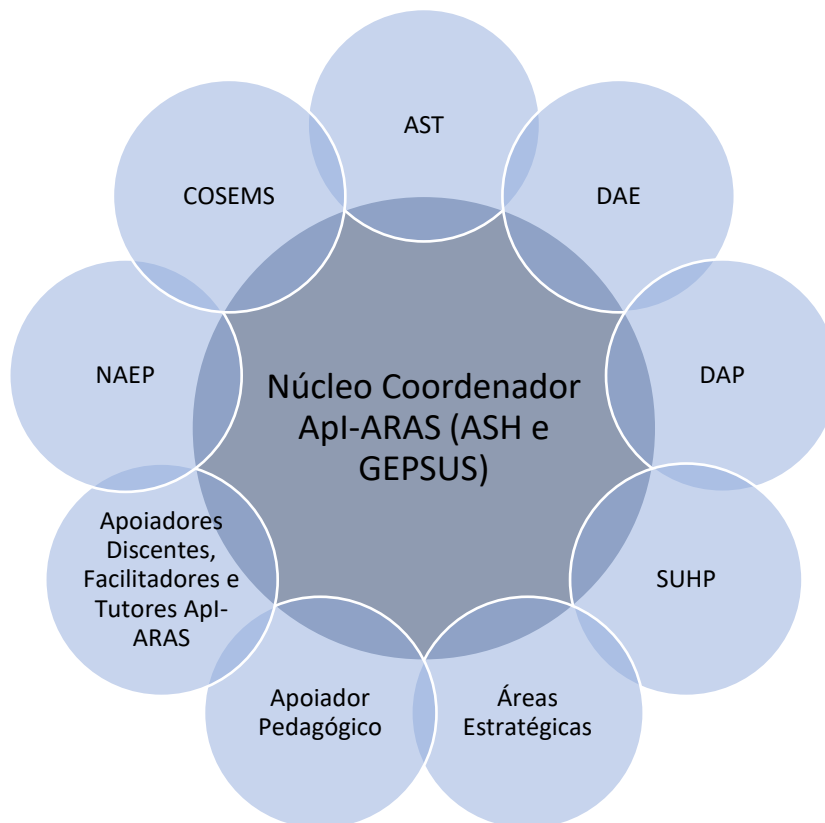 AST
COSEMS
DAE
NAEP
Núcleo Coordenador
ApI-ARAS (ASH e
GEPSUS)
DAP
Apoiadores
Discentes,
Facilitadores e
Tutores ApI-
ARAS
SUHP
Apoiador
Pedagógico
Áreas
Estratégicas